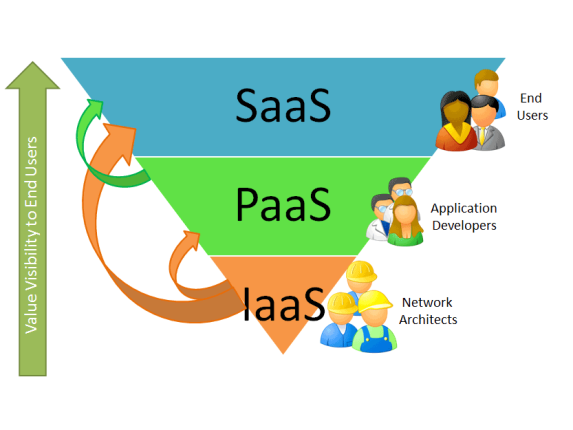 SaaS
End
Users
PaaS
Application
Developers
IaaS
Network
Architects
Value Visibility to End Users